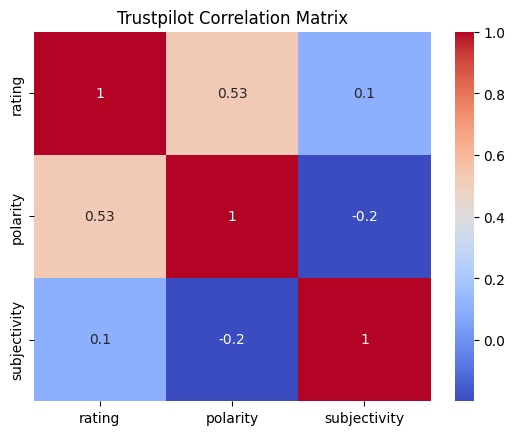 Trustpilot Correlation Matrix
rating 1 0.53 0.1
polarity 0.53 1 -0.2
subjectivity 0.1 -0.2 1
rating polarity subjectivity
1.0
0.8
0.6
0.4
0.2
0.0